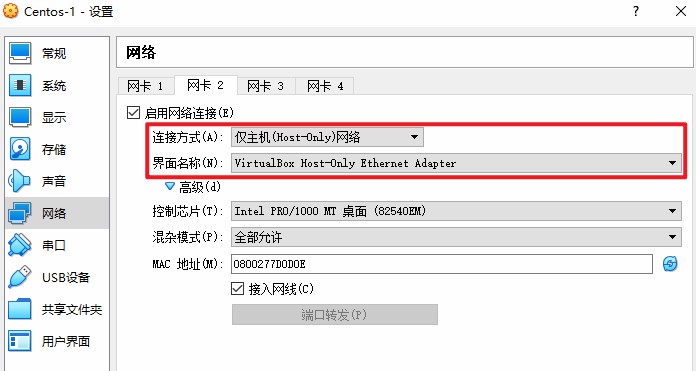 Centos-1 - 设置
? ×
常规
系统
显示
存储
声音
网络
串口
USB设备
共享文件夹
用户界面
网络
网卡 1 网卡 2 网卡 3 网卡 4
启用网络连接(E)
连接方式(A): 仅主机(Host-Only)网络
界面名称(N): VirtualBox Host-Only Ethernet Adapter
高级(d)
控制芯片(T): Intel PRO/1000 MT 桌面 (82540EM)
混杂模式(P): 全部允许
MAC 地址(M): 0800277D0D0E
接入网线(C)
端口转发(P)